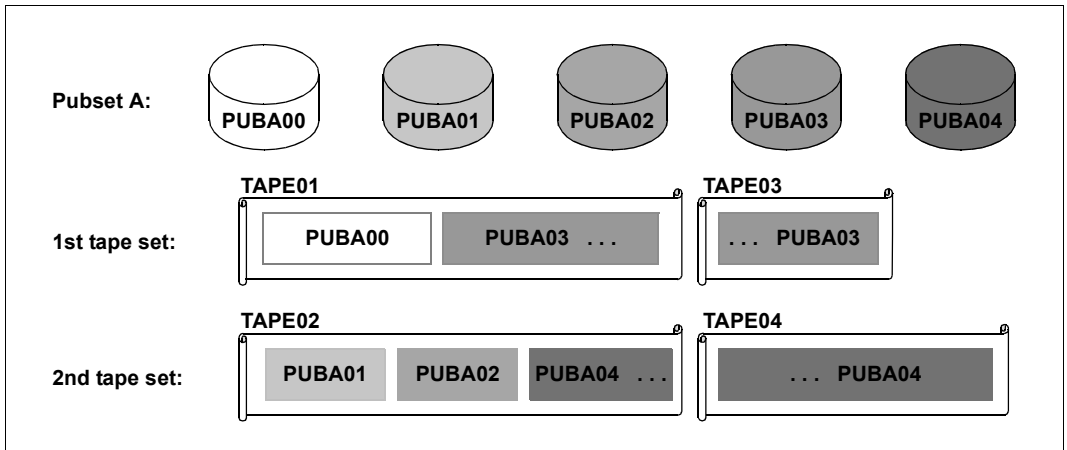 Pubset A:
PUBA00
PUBA01
PUBA02
PUBA03
PUBA04
TAPE01
TAPE03
1st tape set:
PUBA00
PUBA03 . . .
. . . PUBA03
TAPE02
TAPE04
2nd tape set:
PUBA01
PUBA02
PUBA04 . . .
. . . PUBA04